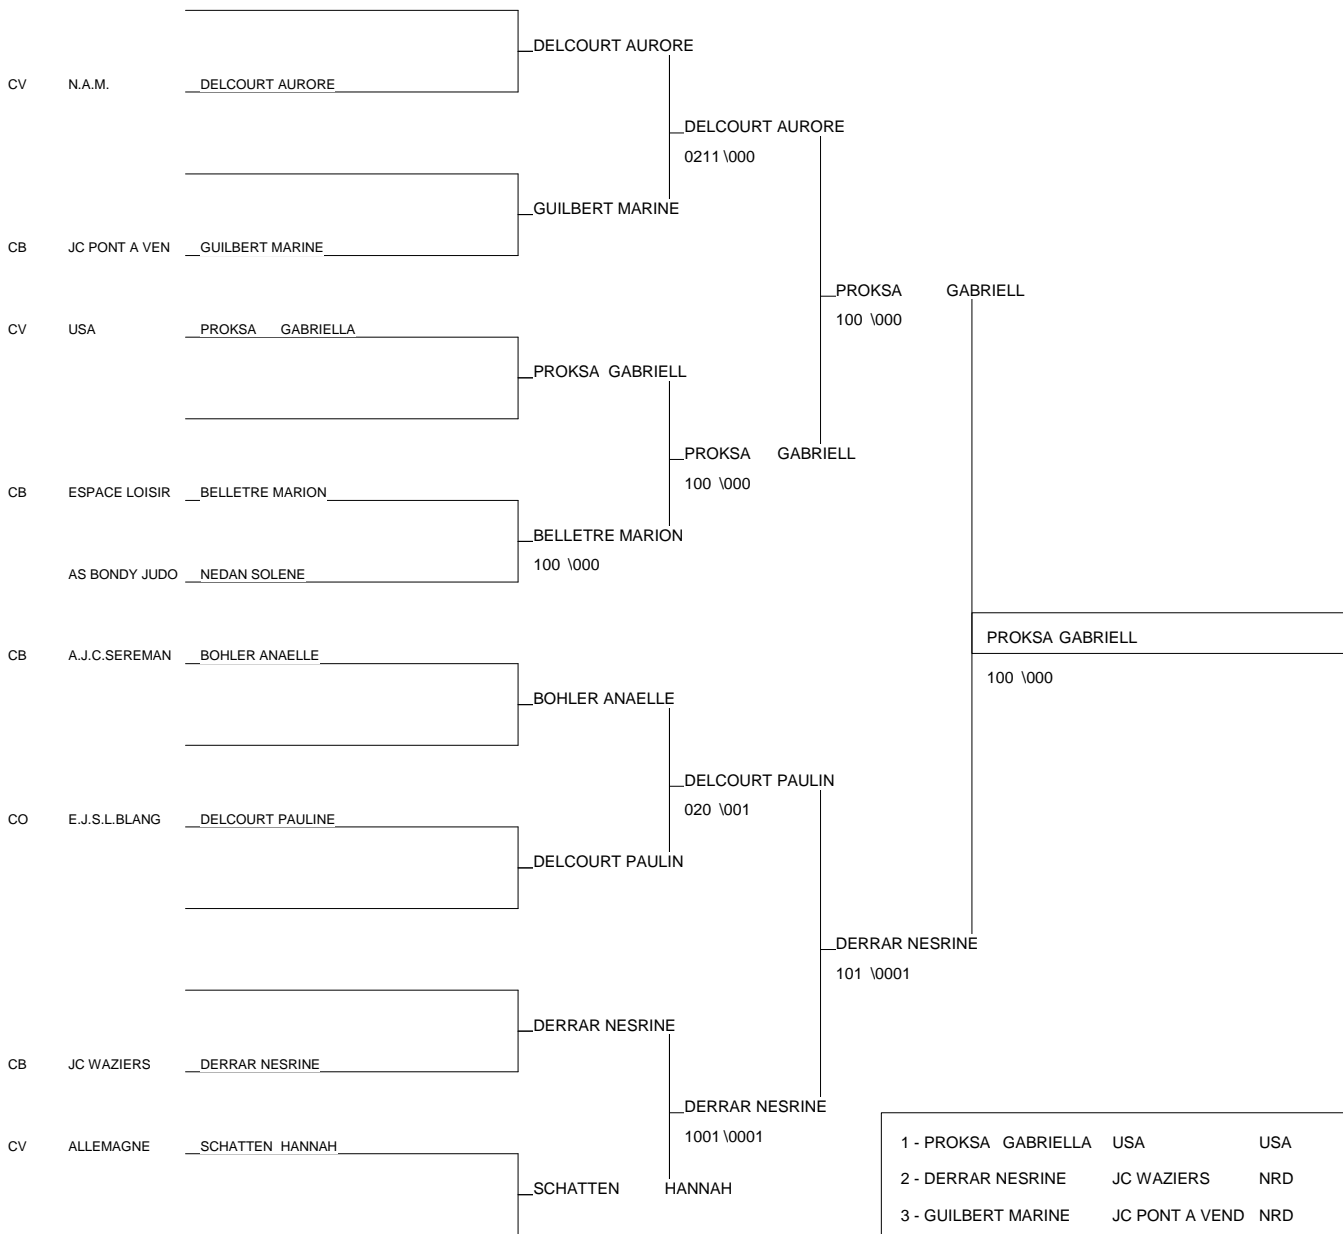 DELCOURT AURORE
CV N.A.M. DELCOURT AURORE
DELCOURT AURORE
0211 \000
GUILBERT MARINE
CB JC PONT A VEN GUILBERT MARINE
PROKSA GABRIELL
100 \000
CV USA PROKSA GABRIELLA
PROKSA GABRIELL
PROKSA GABRIELL
100 \000
CB ESPACE LOISIR BELLETRE MARION
BELLETRE MARION
100 \000
AS BONDY JUDO NEDAN SOLENE
PROKSA GABRIELL
100 \000
CB A.J.C.SEREMAN BOHLER ANAELLE
BOHLER ANAELLE
DELCOURT PAULIN
020 \001
CO E.J.S.L.BLANG DELCOURT PAULINE
DELCOURT PAULIN
DERRAR NESRINE
101 \0001
DERRAR NESRINE
CB JC WAZIERS DERRAR NESRINE
DERRAR NESRINE
1001 \0001
CV ALLEMAGNE SCHATTEN HANNAH
SCHATTEN HANNAH
1 - PROKSA GABRIELLA USA USA
2 - DERRAR NESRINE JC WAZIERS NRD
3 - GUILBERT MARINE JC PONT A VEND NRD